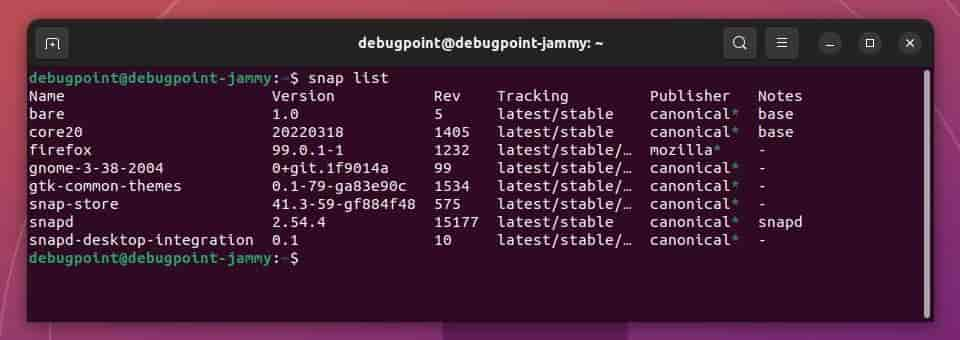 debugpoint@debugpoint-jammy: ~
debugpoint@debugpoint-jammy:~$ snap list
Name Version Rev Tracking Publisher Notes
bare 1.0 5 latest/stable canonical* base
core20 20220318 1405 latest/stable canonical* base
firefox 99.0.1-1 1232 latest/stable/… mozilla* -
gnome-3-38-2004 0+git.1f9014a 99 latest/stable/… canonical* -
gtk-common-themes 0.1-79-ga83e90c 1534 latest/stable/… canonical* -
snap-store 41.3-59-gf884f48 575 latest/stable/… canonical* -
snapd 2.54.4 15177 latest/stable canonical* snapd
snapd-desktop-integration 0.1 10 latest/stable/… canonical* -
debugpoint@debugpoint-jammy:~$